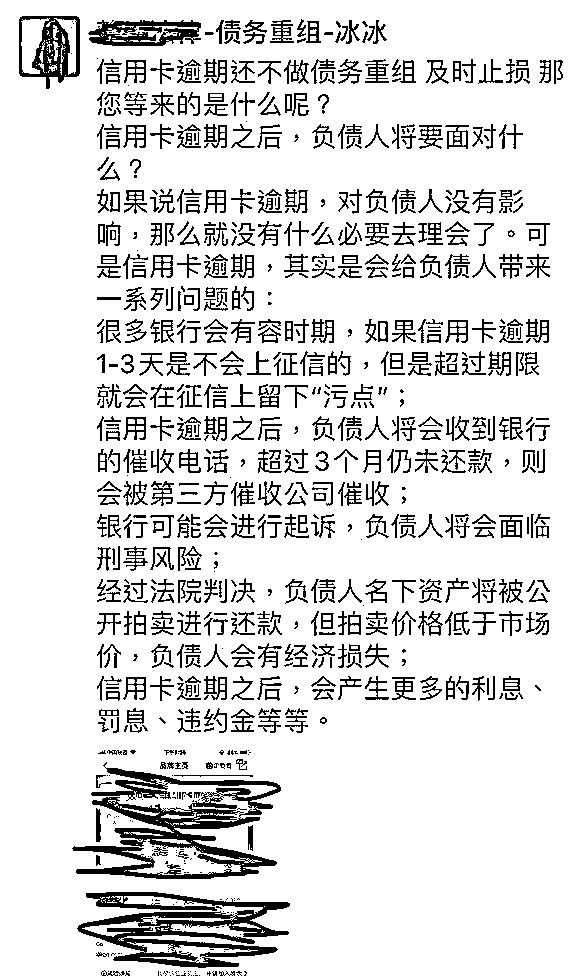 -债务重组-冰冰
信用卡逾期还不做债务重组 及时止损 那
您等来的是什么呢？
信用卡逾期之后，负债人将要面对什
么？
如果说信用卡逾期，对负债人没有影
响，那么就没有什么必要去理会了。可
是信用卡逾期，其实是会给负债人带来
一系列问题的：
很多银行会有容时期，如果信用卡逾期
1-3天是不会上征信的，但是超过期限
就会在征信上留下“污点”；
信用卡逾期之后，负债人将会收到银行
的催收电话，超过3个月仍未还款，则
会被第三方催收公司催收；
银行可能会进行起诉，负债人将会面临
刑事风险；
经过法院判决，负债人名下资产将被公
开拍卖进行还款，但拍卖价格低于市场
价，负债人会有经济损失；
信用卡逾期之后，会产生更多的利息、
罚息、违约金等等。
品牌主页